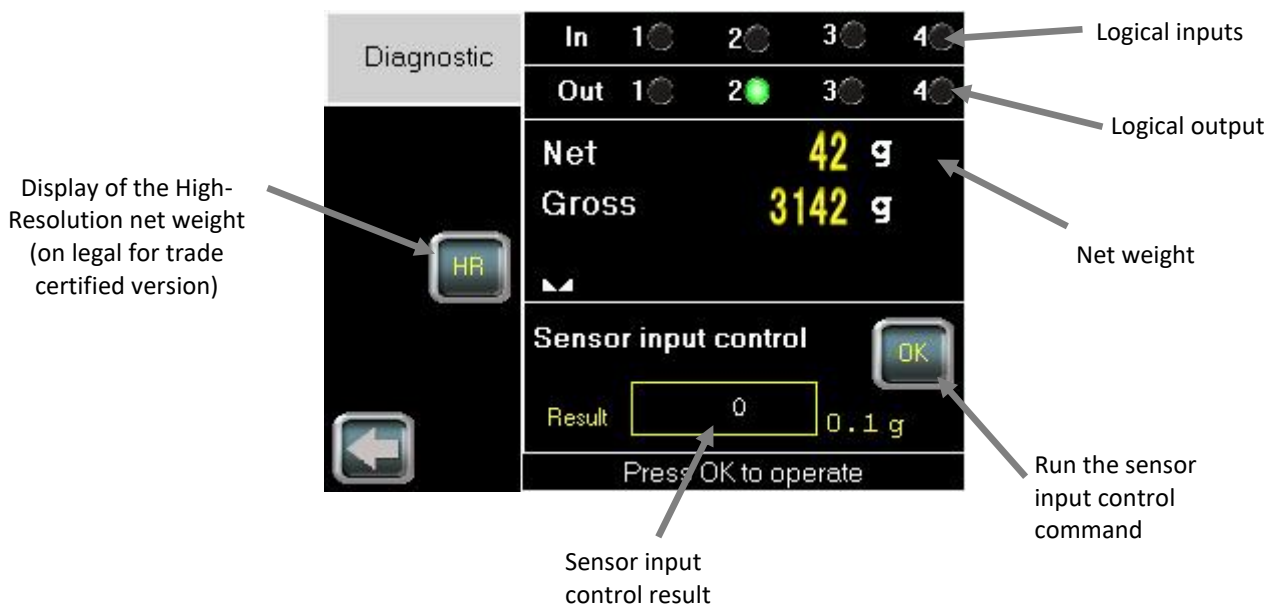 Diagnostic
In 1 2 3 4
Out 1 2 3 4
Net 42 g
Gross 3142 g
HR
Sensor input control
OK
Result 0 0.1 g
Press OK to operate
Logical inputs
Logical output
Net weight
Run the sensor
input control
command
Sensor input
control result
Display of the High-
Resolution net weight
(on legal for trade
certified version)